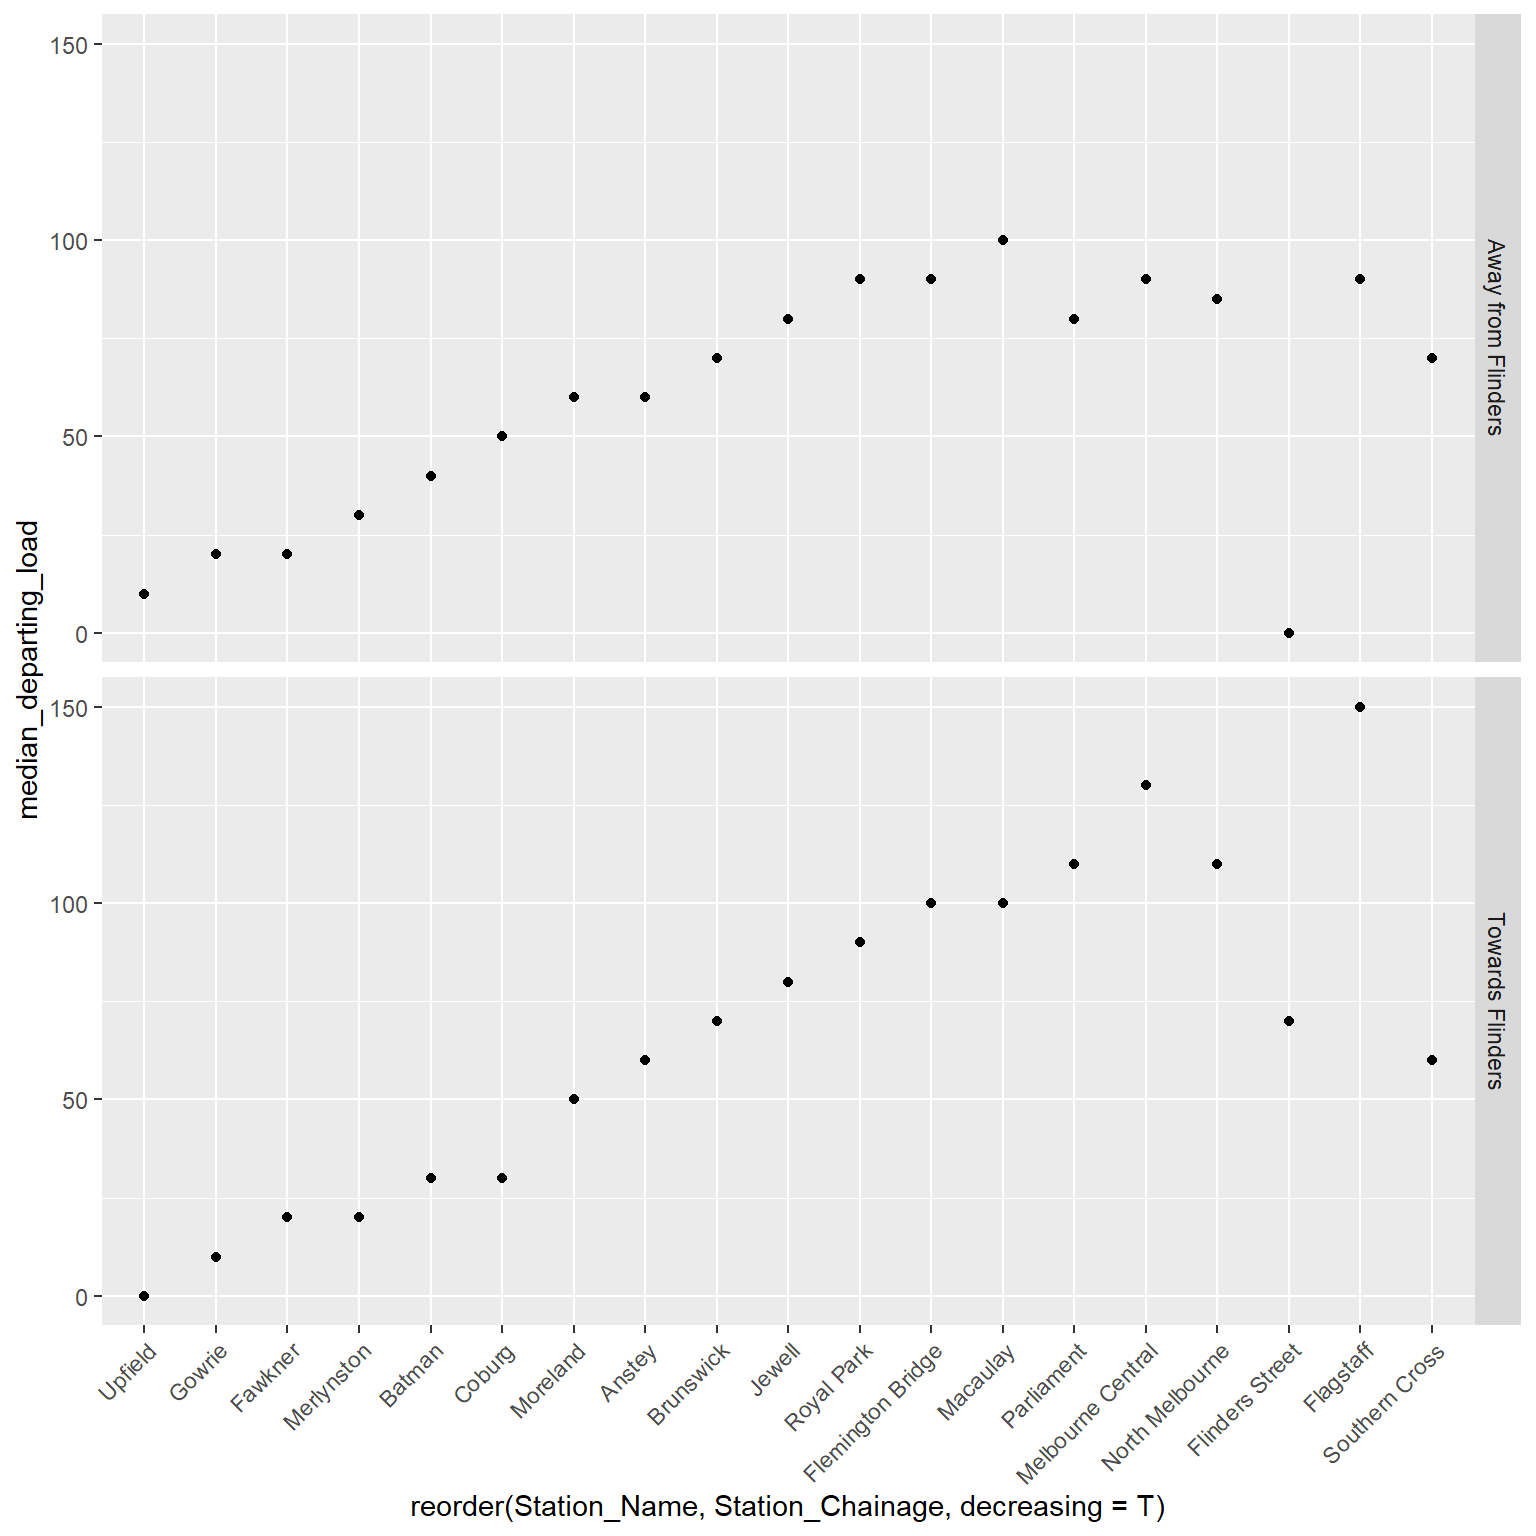 150
100
50
0
Away from Flinders
median_departing_load
150
100
50
0
Towards Flinders
Upfield
Gowrie
Fawkner
Merlynston
Batman
Coburg
Moreland
Anstey
Brunswick
Jewell
Royal Park
Flemington Bridge
Macaulay
Parliament
Melbourne Central
North Melbourne
Flinders Street
Flagstaff
Southern Cross
reorder(Station_Name, Station_Chainage, decreasing = T)